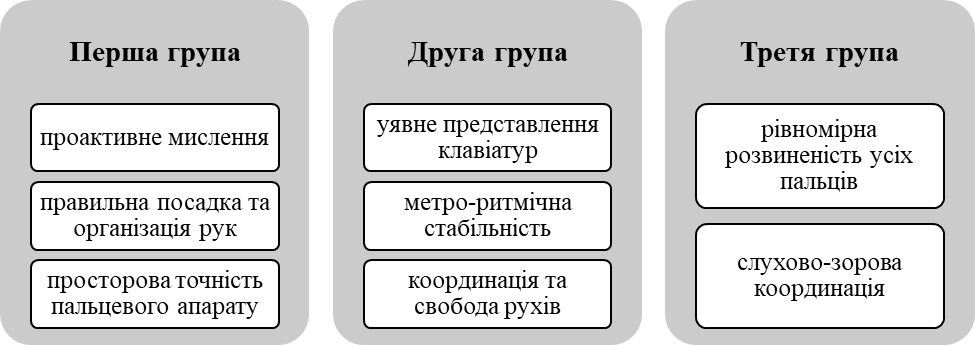 Перша група
проактивне мислення
правильна посадка та
організація рук
просторова точність
пальцевого апарату
Друга група
уявне представлення
клавіатур
метро-ритмічна
стабільність
координація та
свобода рухів
Третя група
рівномірна
розвиненість усіх
пальців
слухово-зорова
координація